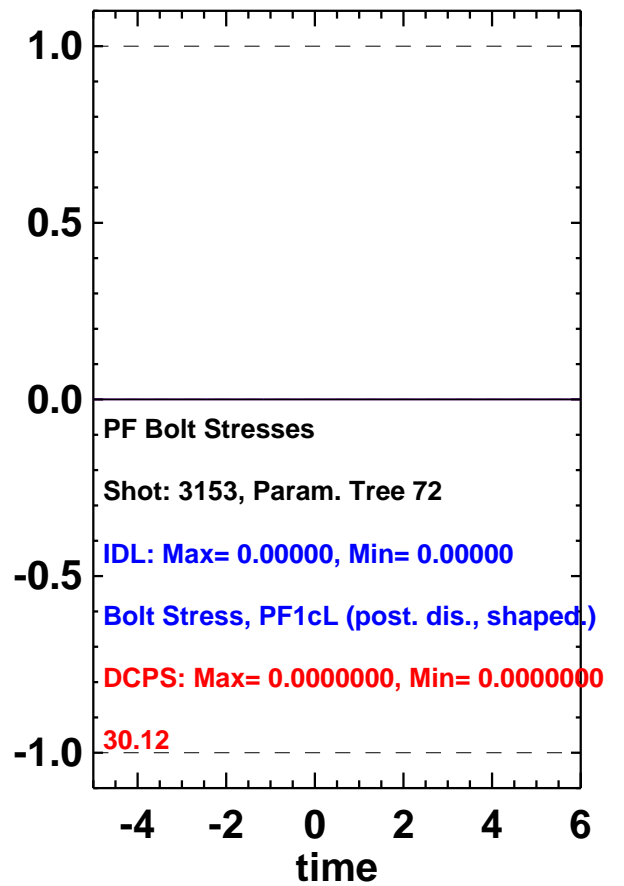 1.0
0.5
0.0
PF Bolt Stresses
Shot: 3153, Param. Tree 72
IDL: Max= 0.00000, Min= 0.00000
-0.5
Bolt Stress, PF1cL (post. dis., shaped.)
DCPS: Max= 0.0000000, Min= 0.0000000
30.12
-1.0
-4 -2 0 2 4 6
time